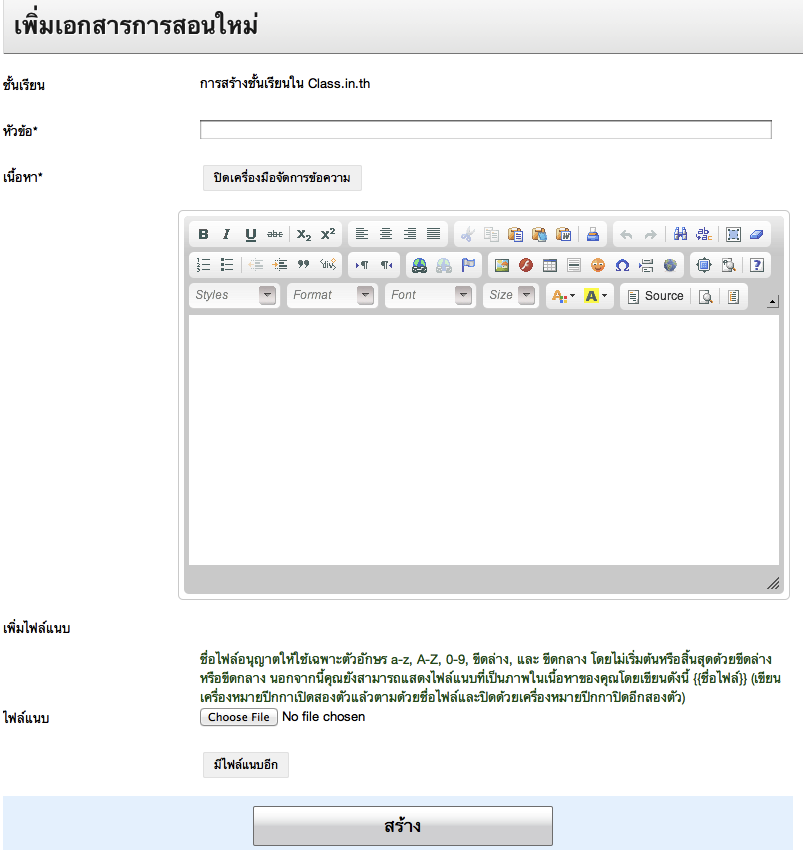 เพิ่มเอกสารการสอนใหม่
ชั้นเรียน การสร้างชั้นเรียนใน Class.in.th
หัวข้อ*
เนื้อหา* ปิดเครื่องมือจัดการข้อความ
B I U abc X₂ X²
Styles Format Font Size A A Source
เพิ่มไฟล์แนบ
ชื่อไฟล์อนุญาตให้ใช้เฉพาะตัวอักษร a-z, A-Z, 0-9, ขีดล่าง, และ ขีดกลาง โดยไม่เริ่มต้นหรือสิ้นสุดด้วยขีดล่าง
หรือขีดกลาง นอกจากนี้คุณยังสามารถแสดงไฟล์แนบที่เป็นภาพในเนื้อหาของคุณโดยเขียนดังนี้ {{ชื่อไฟล์}} (เขียน
เครื่องหมายปีกกาเปิดสองตัวแล้วตามด้วยชื่อไฟล์และปิดด้วยเครื่องหมายปีกกาปิดอีกสองตัว)
ไฟล์แนบ Choose File No file chosen
มีไฟล์แนบอีก
สร้าง